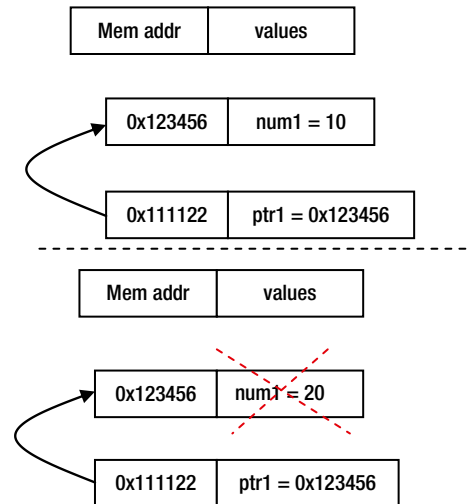 Mem addr values
0x123456 num1 = 10
0x111122 ptr1 = 0x123456
Mem addr values
0x123456 num1 = 20
0x111122 ptr1 = 0x123456